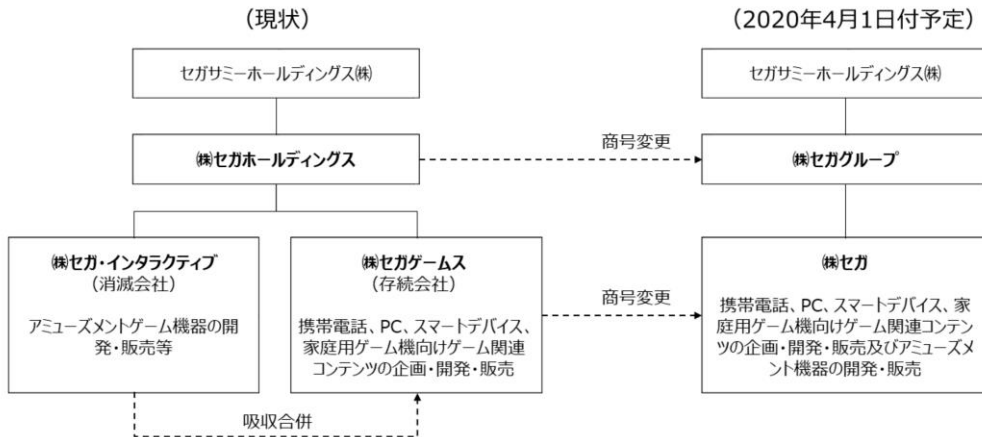 (現状)
(2020年4月1日付予定)
セガサミーホールディングス㈱
セガサミーホールディングス㈱
㈱セガホールディングス
商号変更
㈱セガグループ
㈱セガ・インタラクティブ
(消滅会社)
アミューズメントゲーム機器の開
発・販売等
㈱セガゲームス
(存続会社)
携帯電話、PC、スマートデバイス、
家庭用ゲーム機向けゲーム関連
コンテンツの企画・開発・販売
商号変更
㈱セガ
携帯電話、PC、スマートデバイス、家
庭用ゲーム機向けゲーム関連コンテン
ツの企画・開発・販売及びアミューズメ
ント機器の開発・販売
吸収合併